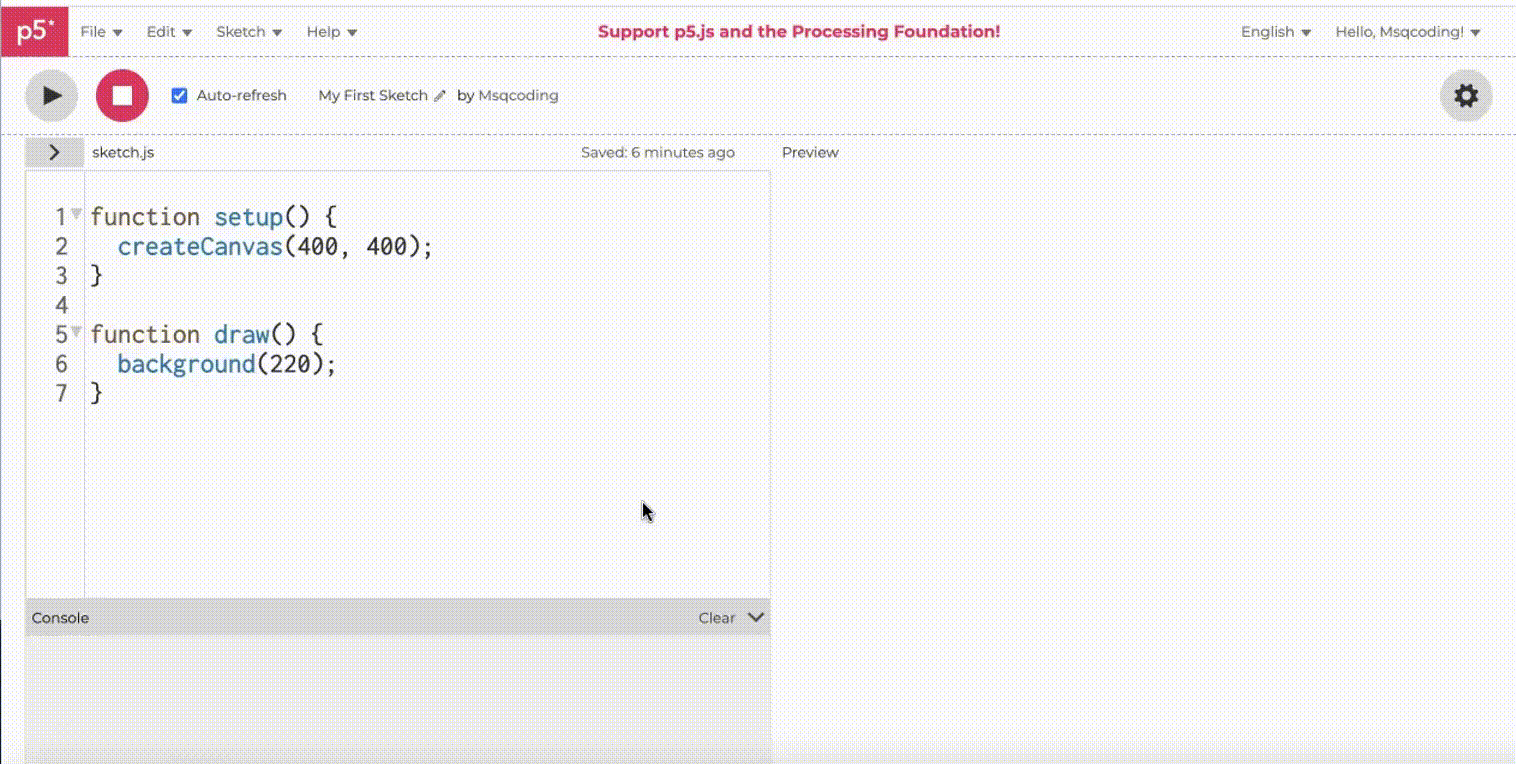 p5* File Edit Sketch Help Support p5.js and the Processing Foundation! English Hello, Msqcoding!
Auto-refresh My First Sketch by Msqcoding
sketch.js Saved: 6 minutes ago Preview
1 function setup() {
2   createCanvas(400, 400);
3 }
4
5 function draw() {
6   background(220);
7 }
Console Clear